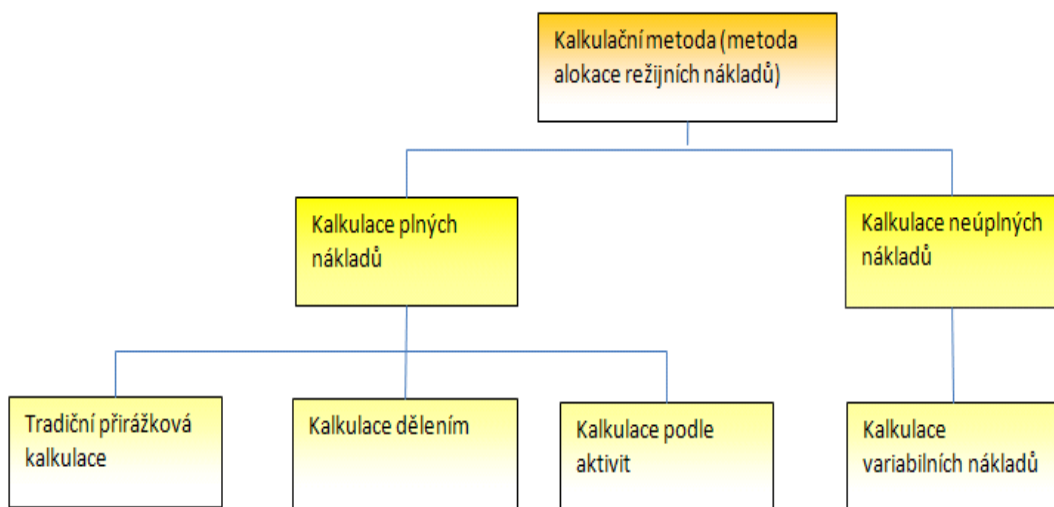 Kalkulační metoda (metoda
alokace režijních nákladů)
Kalkulace plných
nákladů
Kalkulace neúplných
nákladů
Tradiční přirážková
kalkulace
Kalkulace dělením
Kalkulace podle
aktivit
Kalkulace
variabilních nákladů